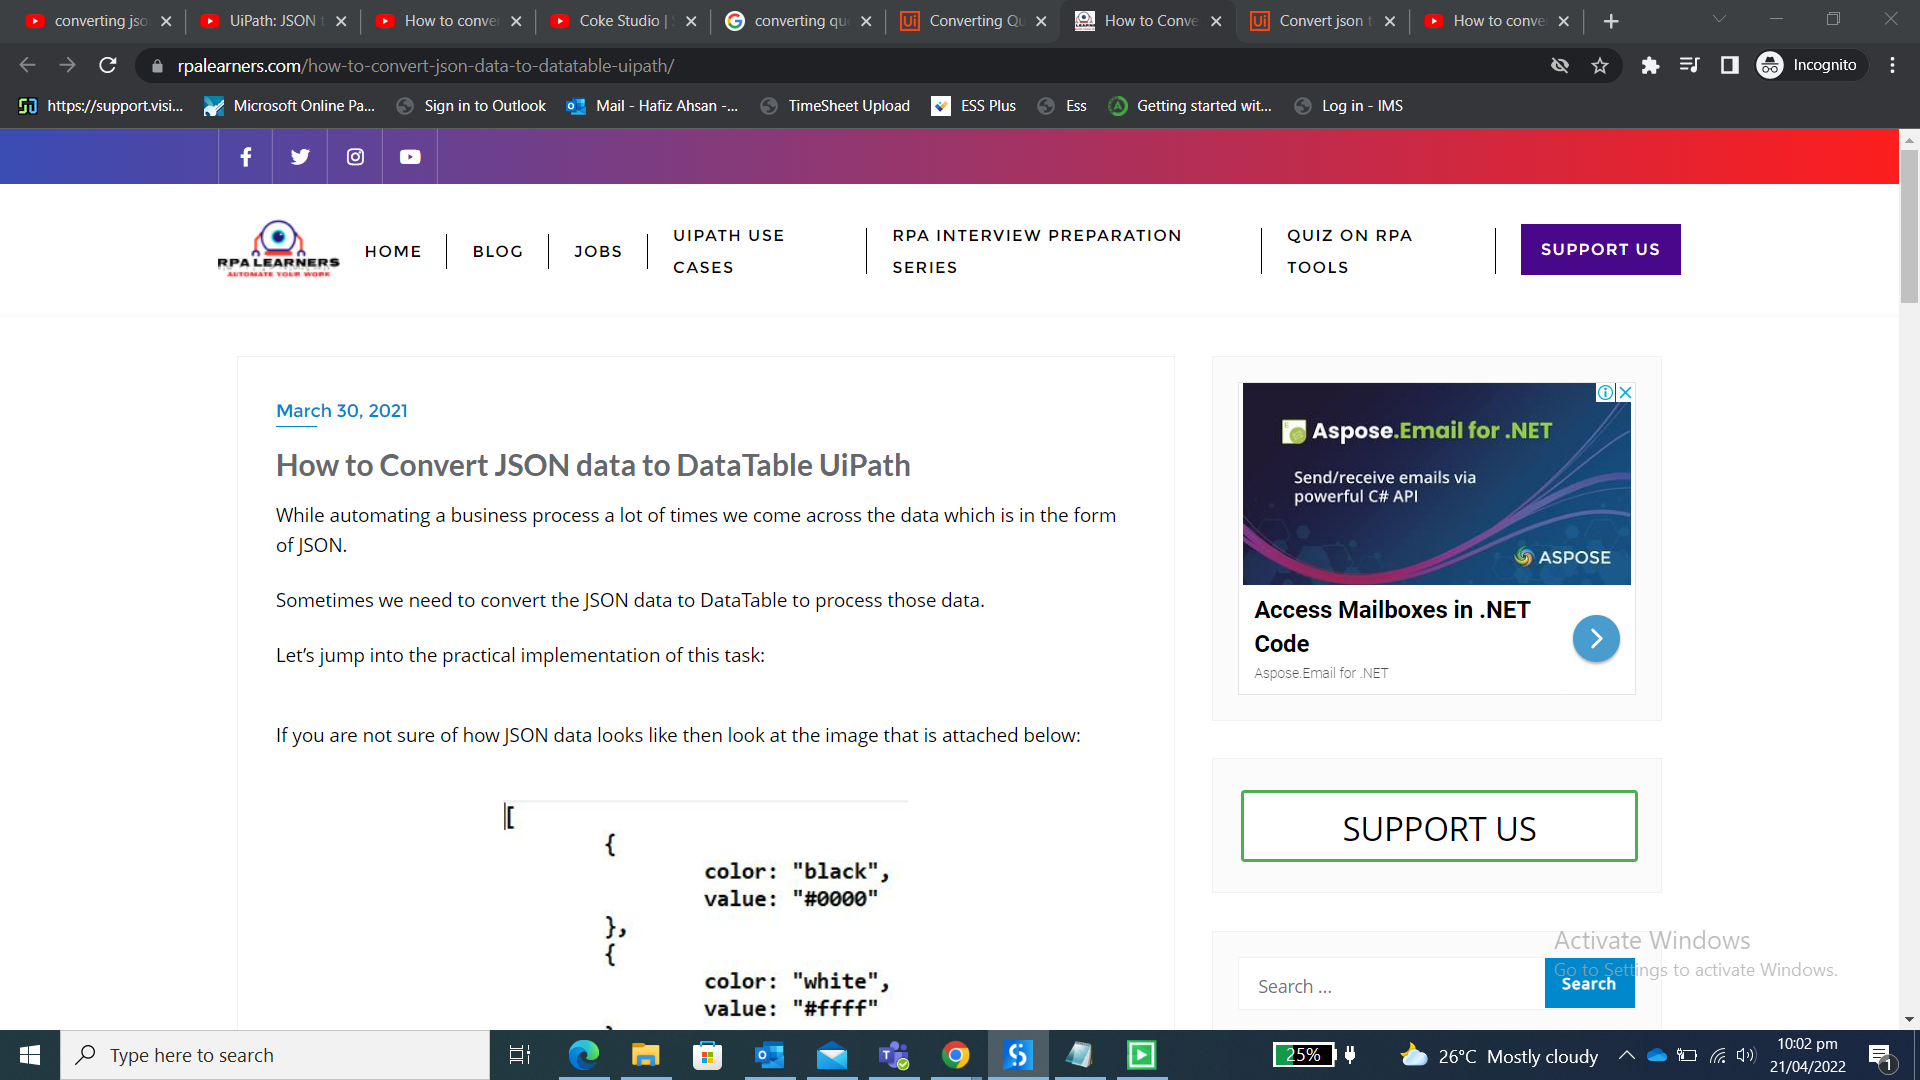 converting jso
UiPath: JSON t
How to conver
Coke Studio | S
converting que
Converting Qu
How to Conve
Convert json t
How to conve
rpalearners.com/how-to-convert-json-data-to-datatable-uipath/
Incognito
https://support.visi...
Microsoft Online Pa...
Sign in to Outlook
Mail - Hafiz Ahsan -...
TimeSheet Upload
ESS Plus
Ess
Getting started wit...
Log in - IMS
RPA LEARNERS
AUTOMATE YOUR WORK
HOME
BLOG
JOBS
UIPATH USE
CASES
RPA INTERVIEW PREPARATION
SERIES
QUIZ ON RPA
TOOLS
SUPPORT US
March 30, 2021
How to Convert JSON data to DataTable UiPath
While automating a business process a lot of times we come across the data which is in the form
of JSON.
Sometimes we need to convert the JSON data to DataTable to process those data.
Let’s jump into the practical implementation of this task:
If you are not sure of how JSON data looks like then look at the image that is attached below:
[
{
color: "black",
value: "#0000"
},
{
color: "white",
value: "#ffff"
Aspose.Email for .NET
Send/receive emails via
powerful C# API
ASPOSE
Access Mailboxes in .NET
Code
Aspose.Email for .NET
SUPPORT US
Search ...
Search
Activate Windows
Go to Settings to activate Windows.
Type here to search
25%
26°C Mostly cloudy
10:02 pm
21/04/2022
1